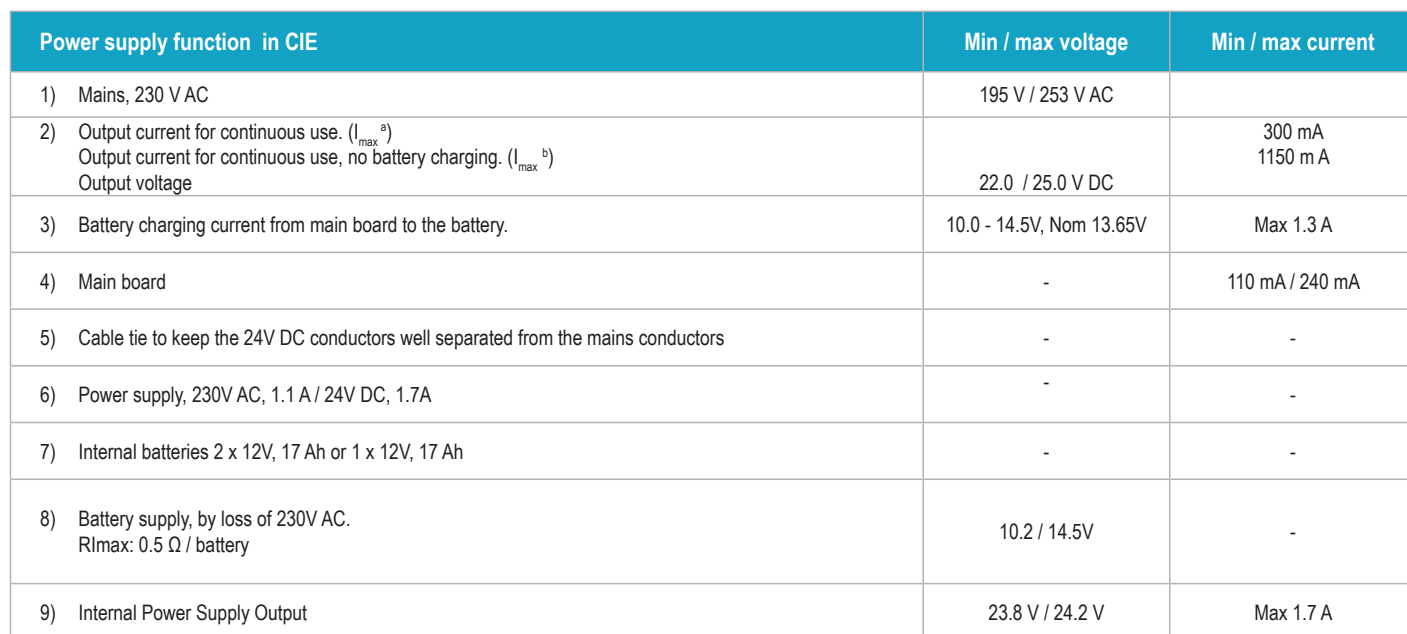 Power supply function in CIE Min / max voltage Min / max current
1) Mains, 230 V AC 195 V / 253 V AC
2) Output current for continuous use. (Imax a) 300 mA
Output current for continuous use, no battery charging. (Imax b) 1150 m A
Output voltage 22.0 / 25.0 V DC
3) Battery charging current from main board to the battery. 10.0 - 14.5V, Nom 13.65V Max 1.3 A
4) Main board - 110 mA / 240 mA
5) Cable tie to keep the 24V DC conductors well separated from the mains conductors - -
6) Power supply, 230V AC, 1.1 A / 24V DC, 1.7A - -
7) Internal batteries 2 x 12V, 17 Ah or 1 x 12V, 17 Ah - -
8) Battery supply, by loss of 230V AC.
RImax: 0.5 Ω / battery 10.2 / 14.5V -
9) Internal Power Supply Output 23.8 V / 24.2 V Max 1.7 A